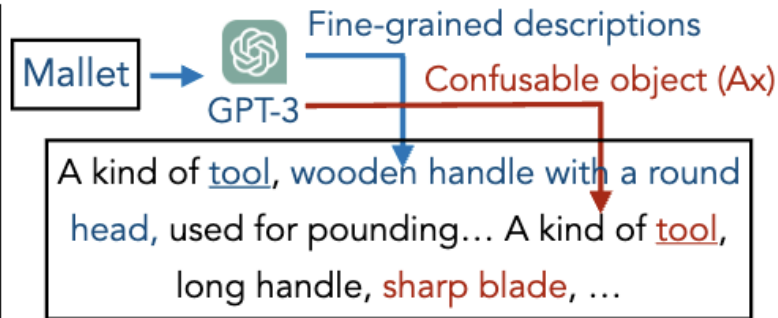 Fine-grained descriptions
Mallet
Confusable object (Ax)
GPT-3
A kind of tool, wooden handle with a round
head, used for pounding... A kind of tool,
long handle, sharp blade, ...